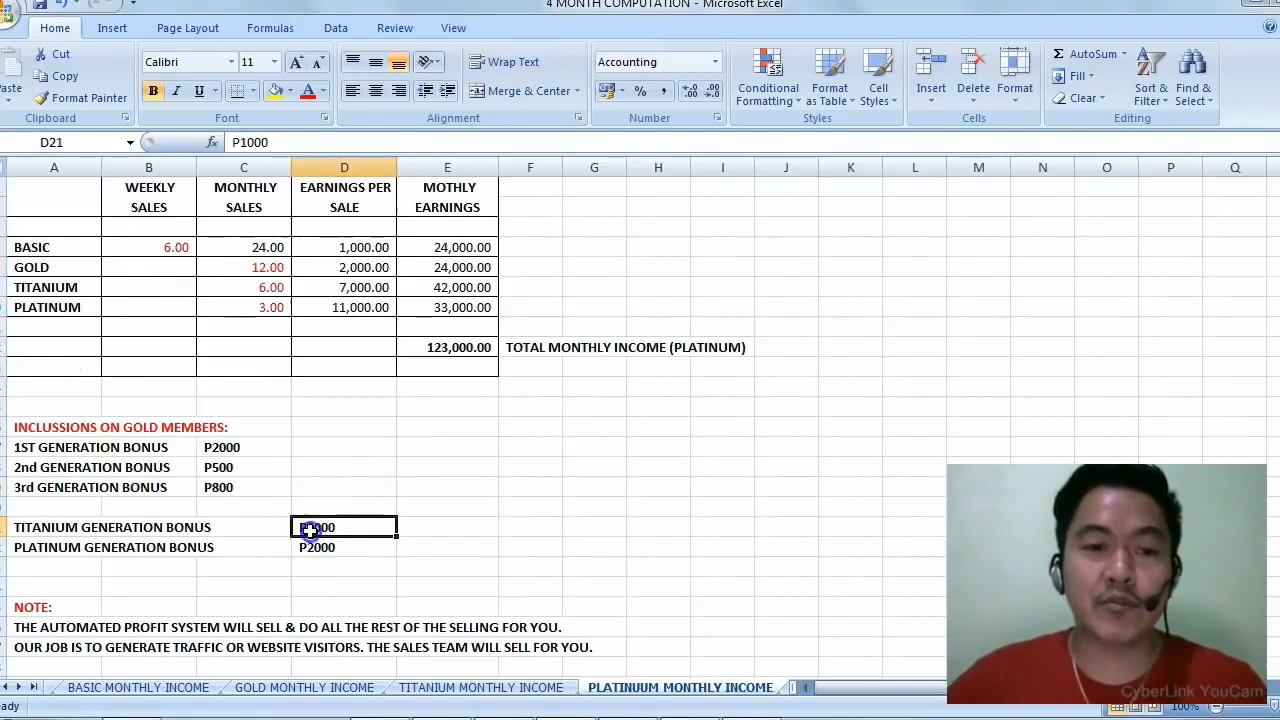 4 MONTH COMPUTATION - Microsoft Excel
Home Insert Page Layout Formulas Data Review View
Cut
Copy
Format Painter
Clipboard
Calibri 11
B I U
Font
Wrap Text
Merge & Center
Alignment
Accounting
% ,
Number
Conditional Formatting
Format as Table
Cell Styles
Styles
Insert
Delete
Format
Cells
Σ AutoSum
Fill
Clear
Sort & Filter
Find & Select
Editing
D21 fx P1000
A B C D E F G H I J K L M N O P Q
WEEKLY SALES MONTHLY SALES EARNINGS PER SALE MOTHLY EARNINGS
BASIC 6.00 24.00 1,000.00 24,000.00
GOLD 12.00 2,000.00 24,000.00
TITANIUM 6.00 7,000.00 42,000.00
PLATINUM 3.00 11,000.00 33,000.00
123,000.00 TOTAL MONTHLY INCOME (PLATINUM)
INCLUSSIONS ON GOLD MEMBERS:
1ST GENERATION BONUS P2000
2nd GENERATION BONUS P500
3rd GENERATION BONUS P800
TITANIUM GENERATION BONUS P1000
PLATINUM GENERATION BONUS P2000
NOTE:
THE AUTOMATED PROFIT SYSTEM WILL SELL & DO ALL THE REST OF THE SELLING FOR YOU.
OUR JOB IS TO GENERATE TRAFFIC OR WEBSITE VISITORS. THE SALES TEAM WILL SELL FOR YOU.
CyberLink YouCam
BASIC MONTHLY INCOME GOLD MONTHLY INCOME TITANIUM MONTHLY INCOME PLATINUUM MONTHLY INCOME
100%